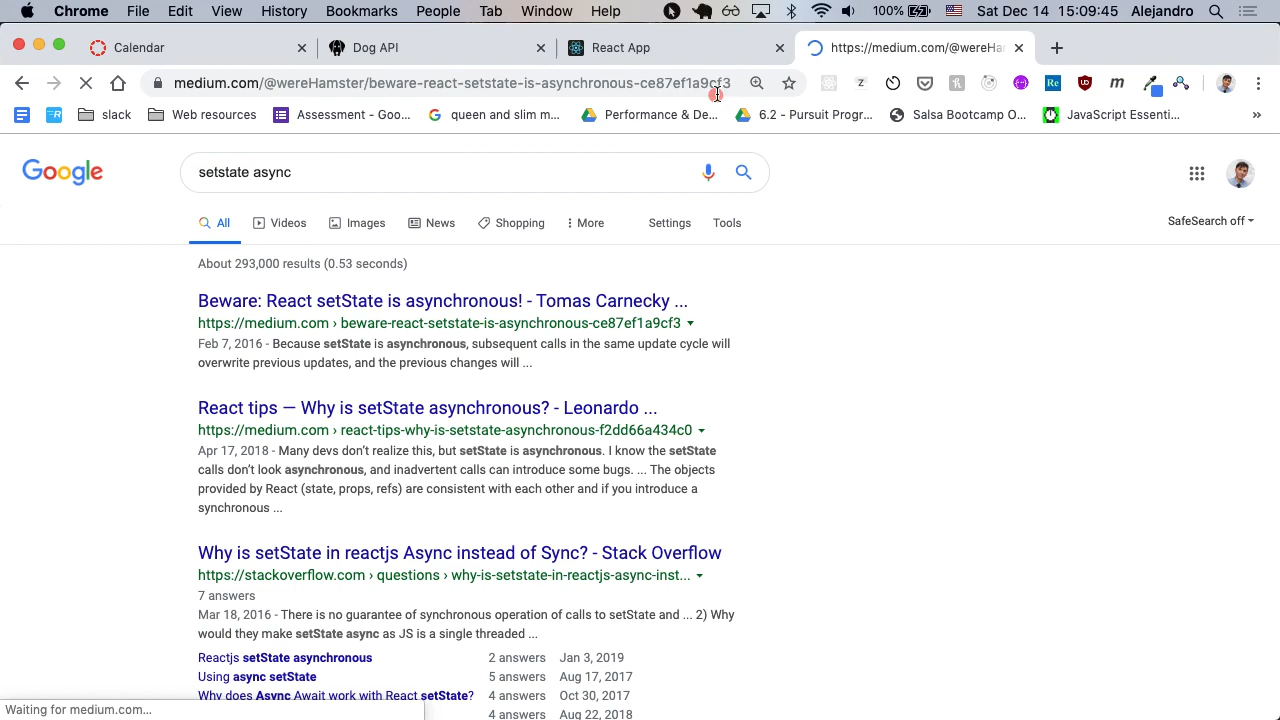 Chrome File Edit View History Bookmarks People Tab Window Help 100% Sat Dec 14 15:09:45 Alejandro
Calendar Dog API React App https://medium.com/@wereHa
medium.com/@wereHamster/beware-react-setstate-is-asynchronous-ce87ef1a9cf3
slack Web resources Assessment - Goo... queen and slim m... Performance & De... 6.2 - Pursuit Progr... Salsa Bootcamp O... JavaScript Essenti... »
Google setstate async
All Videos Images News Shopping More Settings Tools SafeSearch off
About 293,000 results (0.53 seconds)
Beware: React setState is asynchronous! - Tomas Carnecky ...
https://medium.com › beware-react-setstate-is-asynchronous-ce87ef1a9cf3
Feb 7, 2016 - Because setState is asynchronous, subsequent calls in the same update cycle will
overwrite previous updates, and the previous changes will ...
React tips — Why is setState asynchronous? - Leonardo ...
https://medium.com › react-tips-why-is-setstate-asynchronous-f2dd66a434c0
Apr 17, 2018 - Many devs don't realize this, but setState is asynchronous. I know the setState
calls don't look asynchronous, and inadvertent calls can introduce some bugs. ... The objects
provided by React (state, props, refs) are consistent with each other and if you introduce a
synchronous ...
Why is setState in reactjs Async instead of Sync? - Stack Overflow
https://stackoverflow.com › questions › why-is-setstate-in-reactjs-async-inst...
7 answers
Mar 18, 2016 - There is no guarantee of synchronous operation of calls to setState and ... 2) Why
would they make setState async as JS is a single threaded ...
Reactjs setState asynchronous 2 answers Jan 3, 2019
Using async setState 5 answers Aug 17, 2017
Why does Async Await work with React setState? 4 answers Oct 30, 2017
4 answers Aug 22, 2018
Waiting for medium.com...